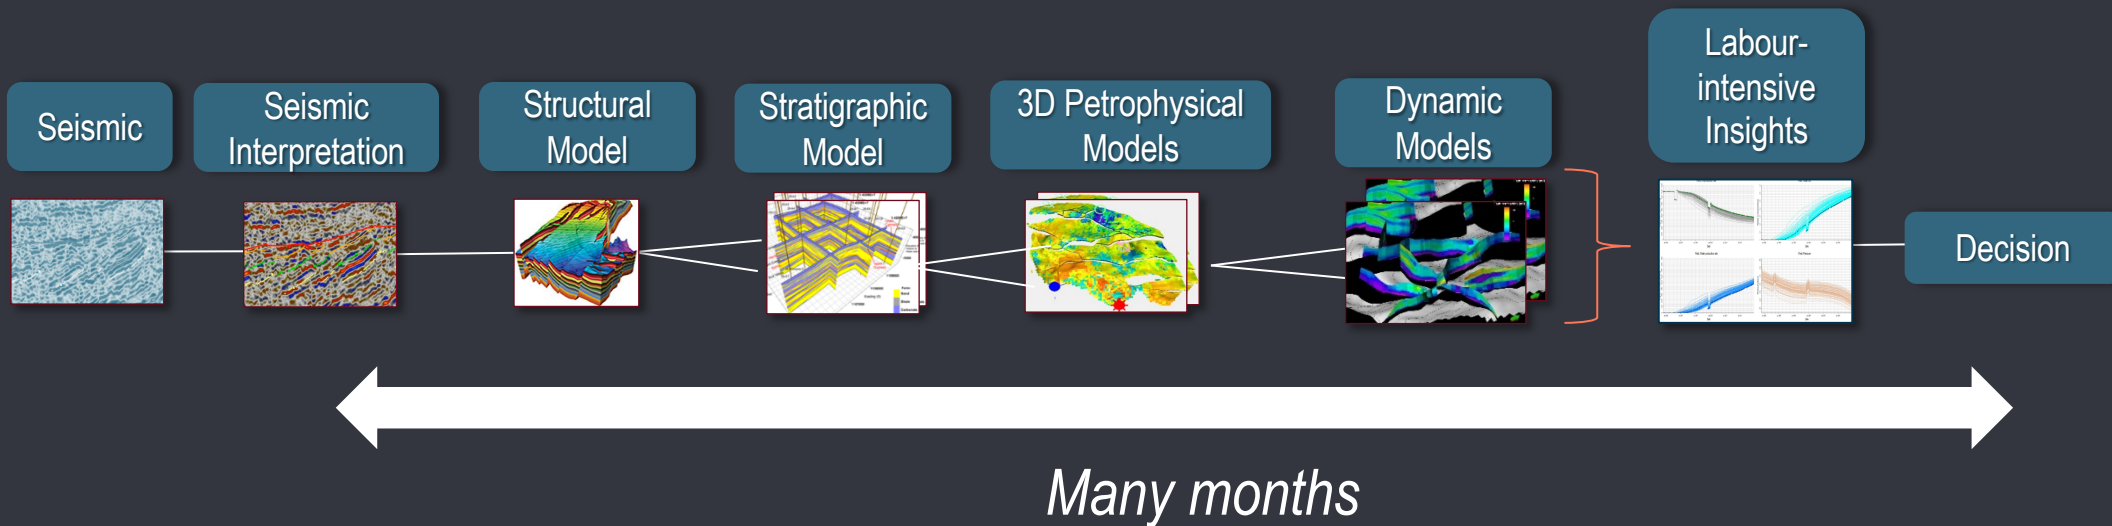 Seismic
Seismic
Interpretation
Structural
Model
Stratigraphic
Model
3D Petrophysical
Models
Dynamic
Models
Labour-
intensive
Insights
Decision
Many months